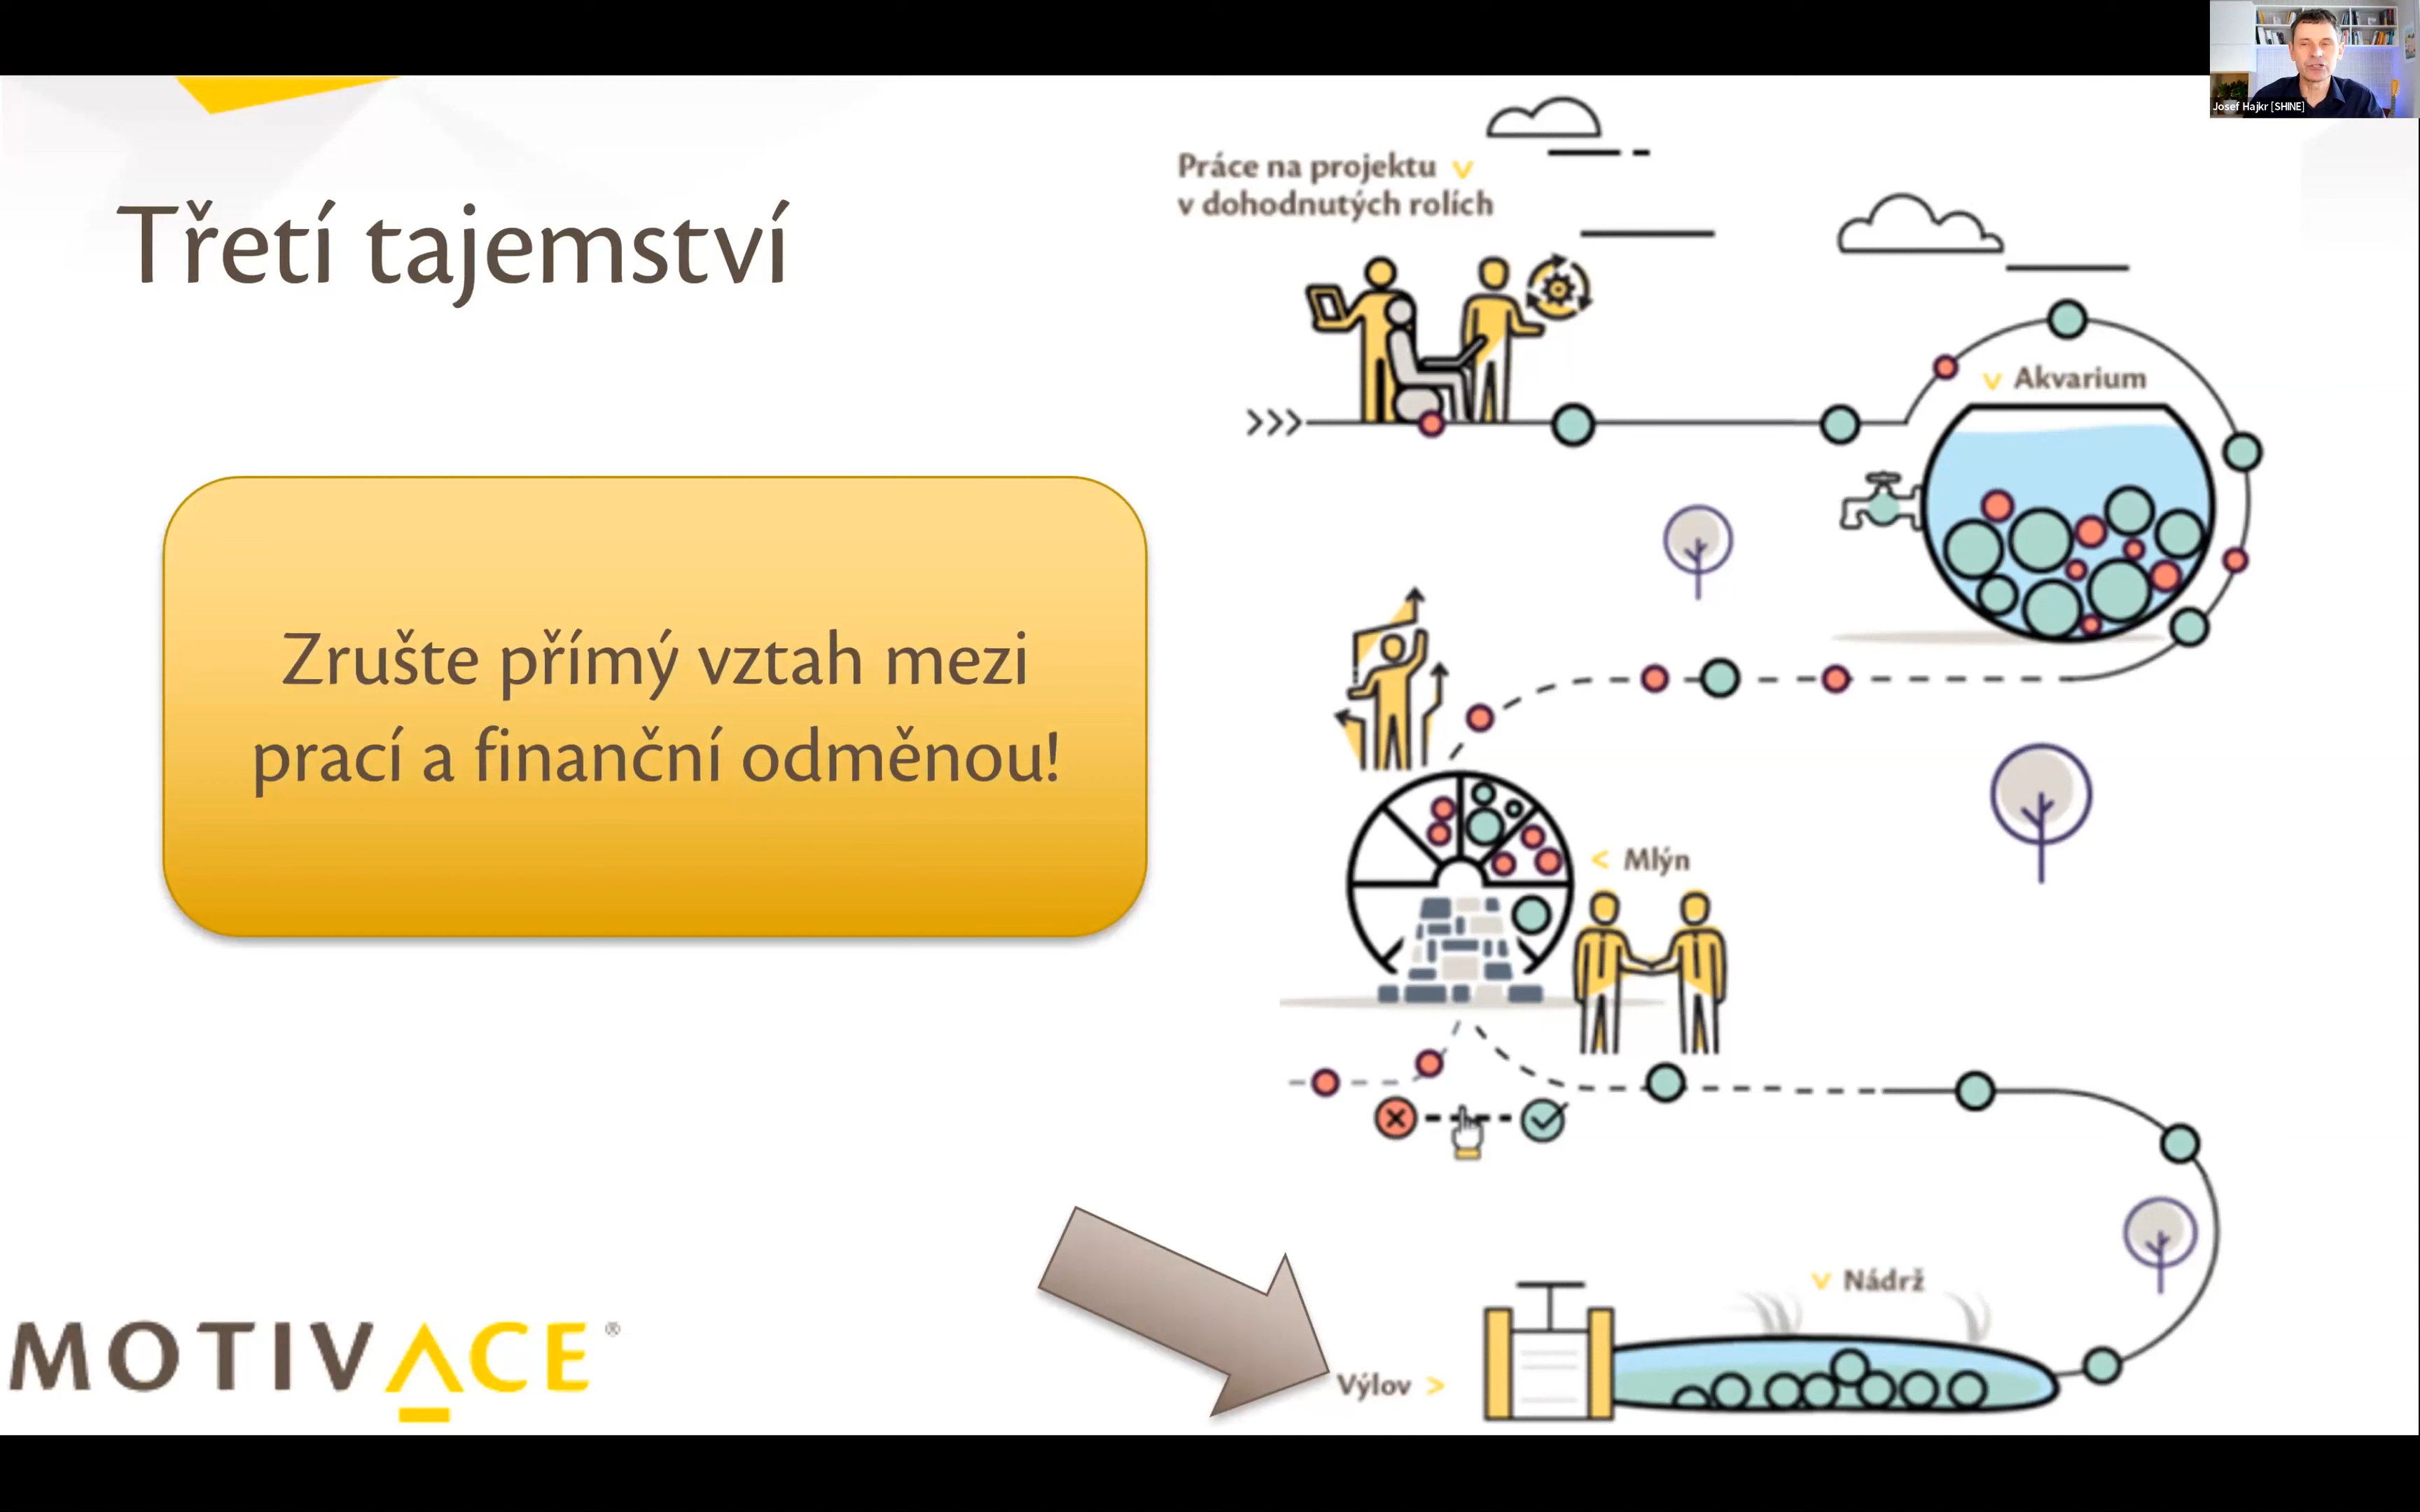 Josef Hajkr [SHINE]
Třetí tajemství
Práce na projektu
v dohodnutých rolích
Akvarium
Zrušte přímý vztah mezi
prací a finanční odměnou!
Mlýn
Nádrž
Výlov
MOTIVACE®